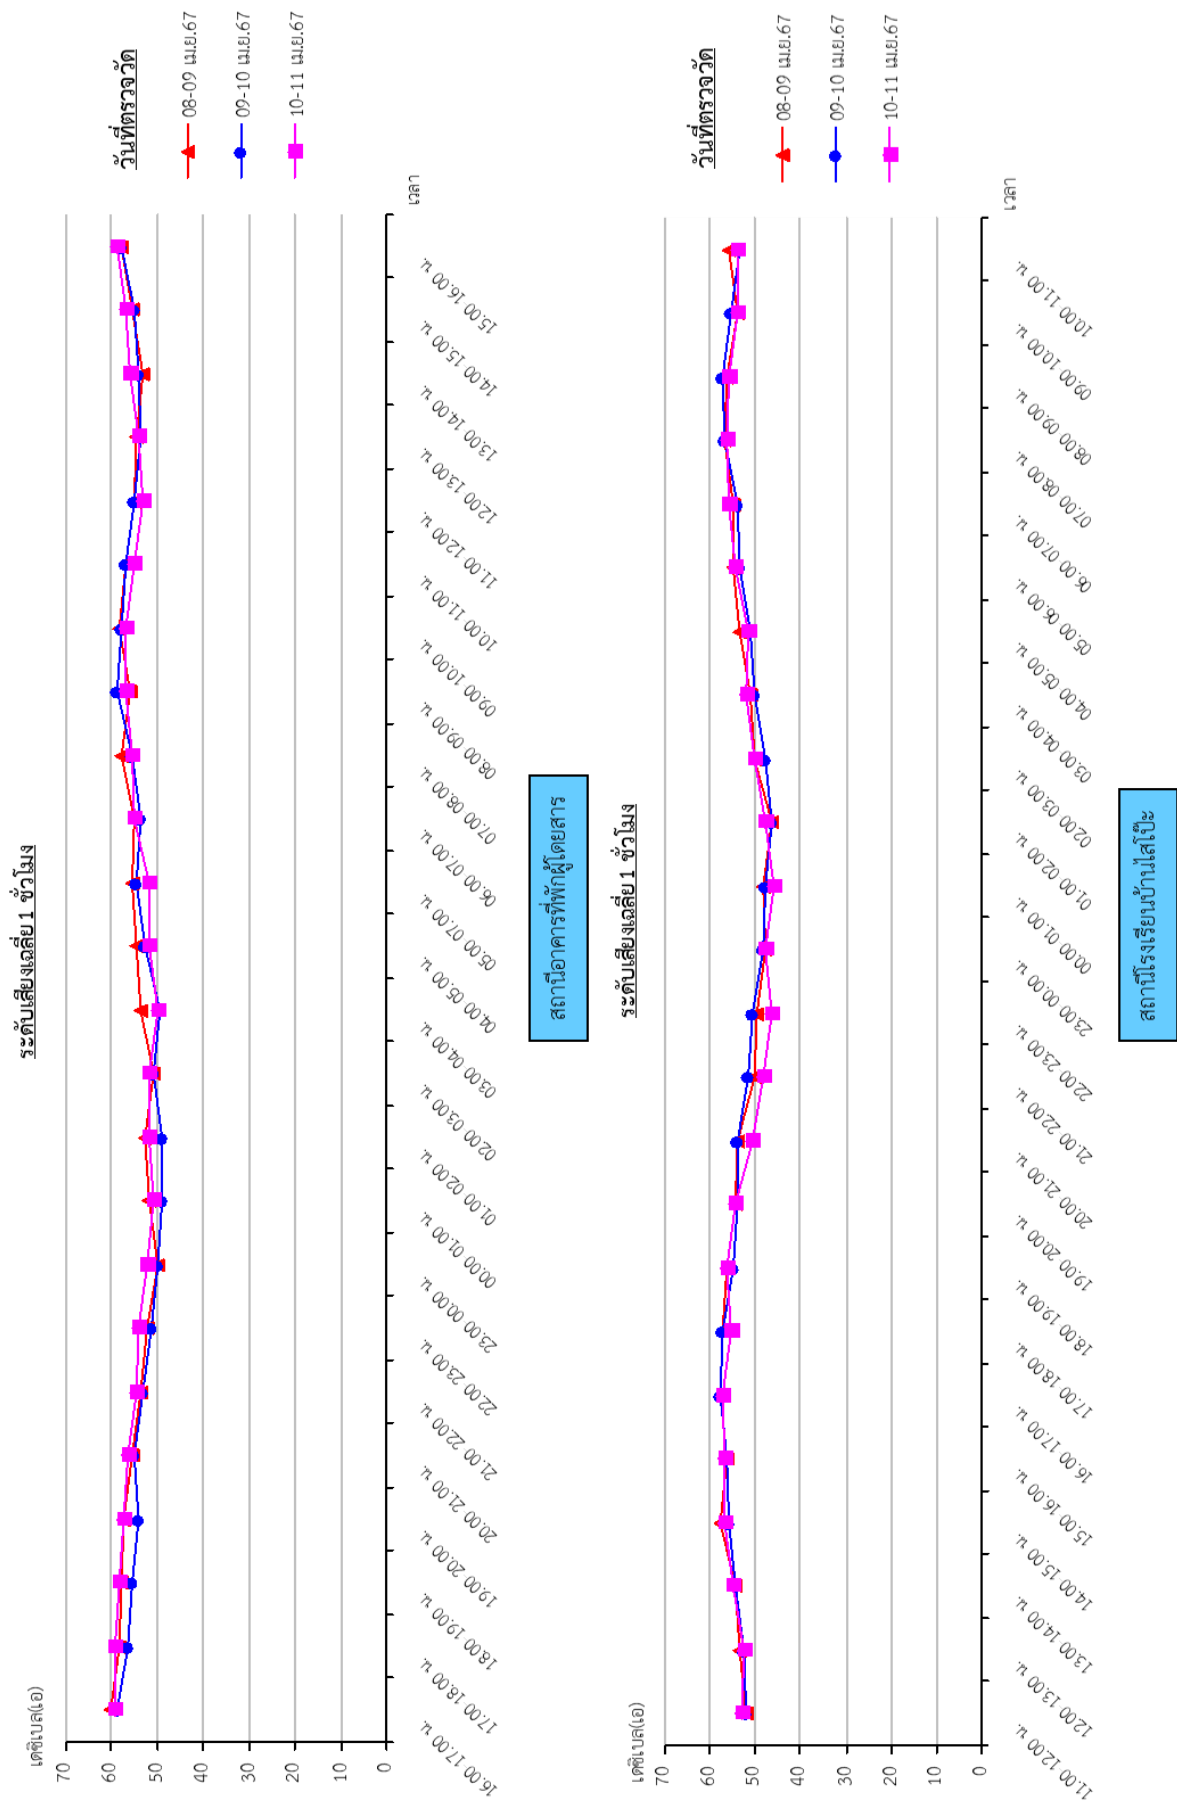 ระดับเสียงเฉลี่ย 1 ชั่วโมง
เดซิเบล(เอ)
70
60
50
40
30
20
10
0
16.00 17.00 น.
17.00 18.00 น.
18.00 19.00 น.
19.00 20.00 น.
20.00 21.00 น.
21.00 22.00 น.
22.00 23.00 น.
23.00 00.00 น.
00.00 01.00 น.
01.00 02.00 น.
02.00 03.00 น.
03.00 04.00 น.
04.00 05.00 น.
05.00 07.00 น.
06.00 07.00 น.
07.00 08.00 น.
08.00 09.00 น.
09.00 10.00 น.
10.00 11.00 น.
11.00 12.00 น.
12.00 13.00 น.
13.00 14.00 น.
14.00 15.00 น.
15.00 16.00 น.
เวลา
วันที่ตรวจวัด
08-09 เม.ย.67
09-10 เม.ย.67
10-11 เม.ย.67
สถานีอาคารที่พักผู้โดยสาร
ระดับเสียงเฉลี่ย 1 ชั่วโมง
เดซิเบล(เอ)
70
60
50
40
30
20
10
0
11.00 12.00 น.
12.00 13.00 น.
13.00 14.00 น.
14.00 15.00 น.
15.00 16.00 น.
16.00 17.00 น.
17.00 18.00 น.
18.00 19.00 น.
19.00 20.00 น.
20.00 21.00 น.
21.00 22.00 น.
22.00 23.00 น.
23.00 00.00 น.
00.00 01.00 น.
01.00 02.00 น.
02.00 03.00 น.
03.00 04.00 น.
04.00 05.00 น.
05.00 06.00 น.
06.00 07.00 น.
07.00 08.00 น.
08.00 09.00 น.
09.00 10.00 น.
10.00 11.00 น.
เวลา
วันที่ตรวจวัด
08-09 เม.ย.67
09-10 เม.ย.67
10-11 เม.ย.67
สถานีโรงเรียนบ้านไสโป๊ะ